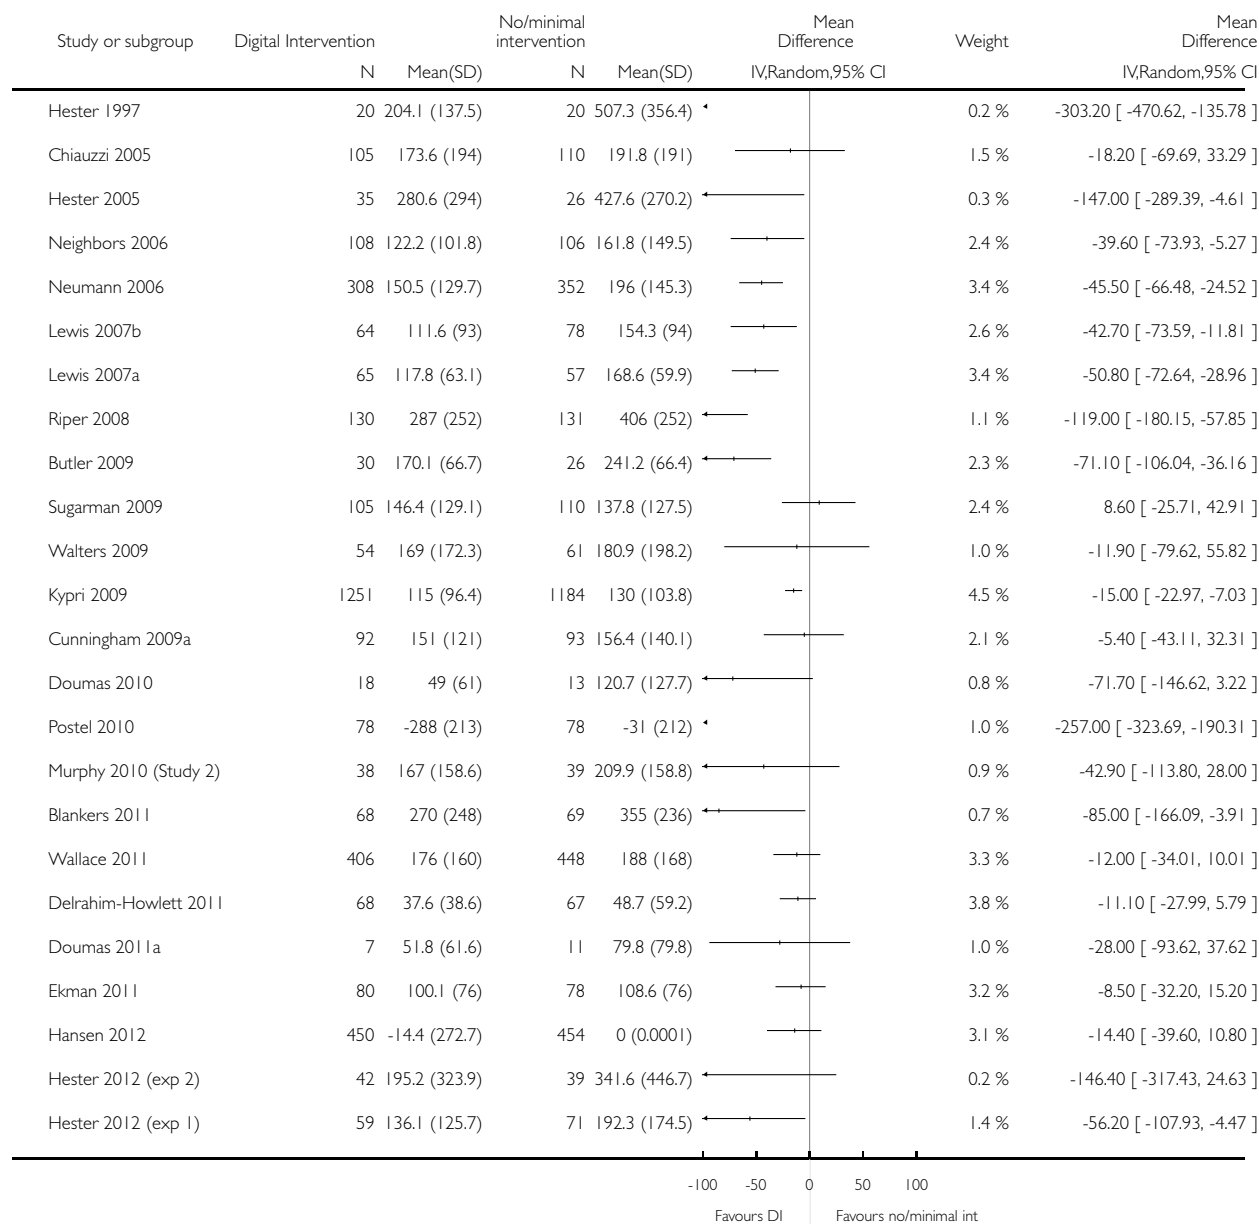 No/minimal Mean Mean
Study or subgroup Digital Intervention intervention Difference Weight Difference
N Mean(SD) N Mean(SD) IV,Random,95% CI IV,Random,95% CI
Hester 1997 20 204.1 (137.5) 20 507.3 (356.4) 0.2 % -303.20 [ -470.62, -135.78 ]
Chiauzzi 2005 105 173.6 (194) 110 191.8 (191) 1.5 % -18.20 [ -69.69, 33.29 ]
Hester 2005 35 280.6 (294) 26 427.6 (270.2) 0.3 % -147.00 [ -289.39, -4.61 ]
Neighbors 2006 108 122.2 (101.8) 106 161.8 (149.5) 2.4 % -39.60 [ -73.93, -5.27 ]
Neumann 2006 308 150.5 (129.7) 352 196 (145.3) 3.4 % -45.50 [ -66.48, -24.52 ]
Lewis 2007b 64 111.6 (93) 78 154.3 (94) 2.6 % -42.70 [ -73.59, -11.81 ]
Lewis 2007a 65 117.8 (63.1) 57 168.6 (59.9) 3.4 % -50.80 [ -72.64, -28.96 ]
Riper 2008 130 287 (252) 131 406 (252) 1.1 % -119.00 [ -180.15, -57.85 ]
Butler 2009 30 170.1 (66.7) 26 241.2 (66.4) 2.3 % -71.10 [ -106.04, -36.16 ]
Sugarman 2009 105 146.4 (129.1) 110 137.8 (127.5) 2.4 % 8.60 [ -25.71, 42.91 ]
Walters 2009 54 169 (172.3) 61 180.9 (198.2) 1.0 % -11.90 [ -79.62, 55.82 ]
Kypri 2009 1251 115 (96.4) 1184 130 (103.8) 4.5 % -15.00 [ -22.97, -7.03 ]
Cunningham 2009a 92 151 (121) 93 156.4 (140.1) 2.1 % -5.40 [ -43.11, 32.31 ]
Doumas 2010 18 49 (61) 13 120.7 (127.7) 0.8 % -71.70 [ -146.62, 3.22 ]
Postel 2010 78 -288 (213) 78 -31 (212) 1.0 % -257.00 [ -323.69, -190.31 ]
Murphy 2010 (Study 2) 38 167 (158.6) 39 209.9 (158.8) 0.9 % -42.90 [ -113.80, 28.00 ]
Blankers 2011 68 270 (248) 69 355 (236) 0.7 % -85.00 [ -166.09, -3.91 ]
Wallace 2011 406 176 (160) 448 188 (168) 3.3 % -12.00 [ -34.01, 10.01 ]
Delrahim-Howlett 2011 68 37.6 (38.6) 67 48.7 (59.2) 3.8 % -11.10 [ -27.99, 5.79 ]
Doumas 2011a 7 51.8 (61.6) 11 79.8 (79.8) 1.0 % -28.00 [ -93.62, 37.62 ]
Ekman 2011 80 100.1 (76) 78 108.6 (76) 3.2 % -8.50 [ -32.20, 15.20 ]
Hansen 2012 450 -14.4 (272.7) 454 0 (0.0001) 3.1 % -14.40 [ -39.60, 10.80 ]
Hester 2012 (exp 2) 42 195.2 (323.9) 39 341.6 (446.7) 0.2 % -146.40 [ -317.43, 24.63 ]
Hester 2012 (exp 1) 59 136.1 (125.7) 71 192.3 (174.5) 1.4 % -56.20 [ -107.93, -4.47 ]
-100 -50 0 50 100
Favours DI Favours no/minimal int